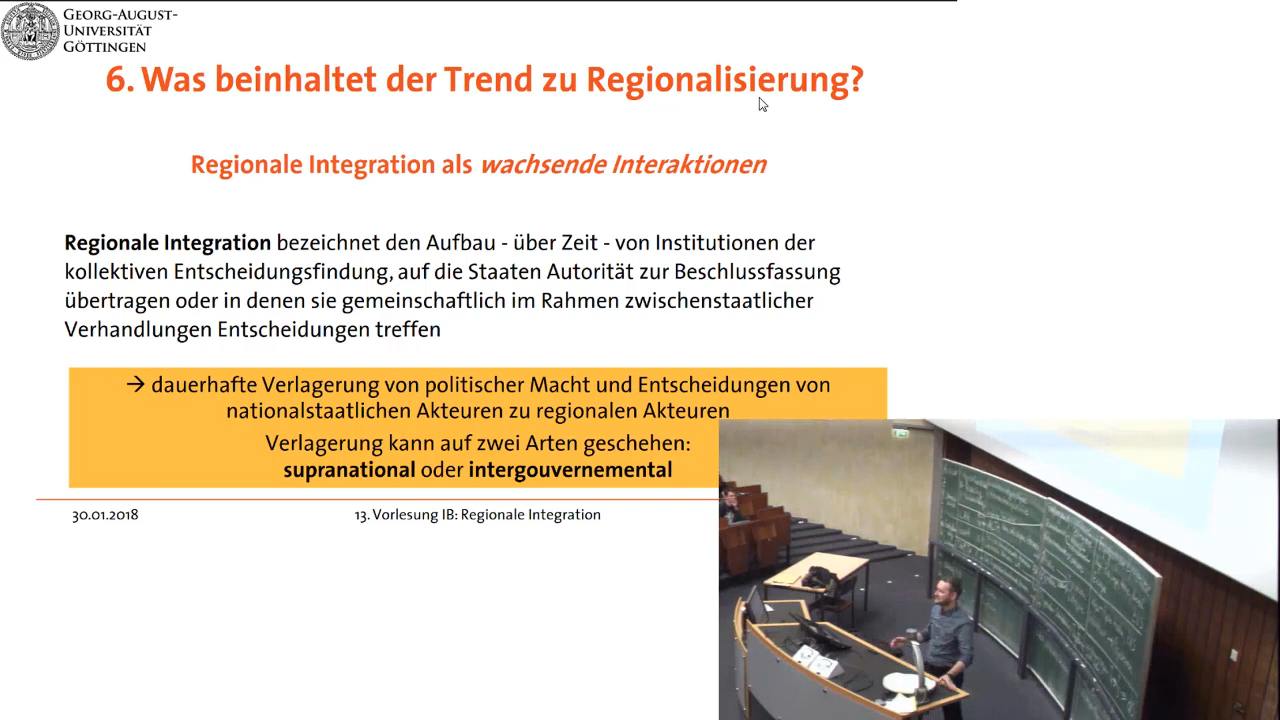 GEORG-AUGUST-
UNIVERSITÄT
GÖTTINGEN
6. Was beinhaltet der Trend zu Regionalisierung?
Regionale Integration als wachsende Interaktionen
Regionale Integration bezeichnet den Aufbau - über Zeit - von Institutionen der
kollektiven Entscheidungsfindung, auf die Staaten Autorität zur Beschlussfassung
übertragen oder in denen sie gemeinschaftlich im Rahmen zwischenstaatlicher
Verhandlungen Entscheidungen treffen
→ dauerhafte Verlagerung von politischer Macht und Entscheidungen von
nationalstaatlichen Akteuren zu regionalen Akteuren
Verlagerung kann auf zwei Arten geschehen:
supranational oder intergouvernemental
30.01.2018
13. Vorlesung IB: Regionale Integration